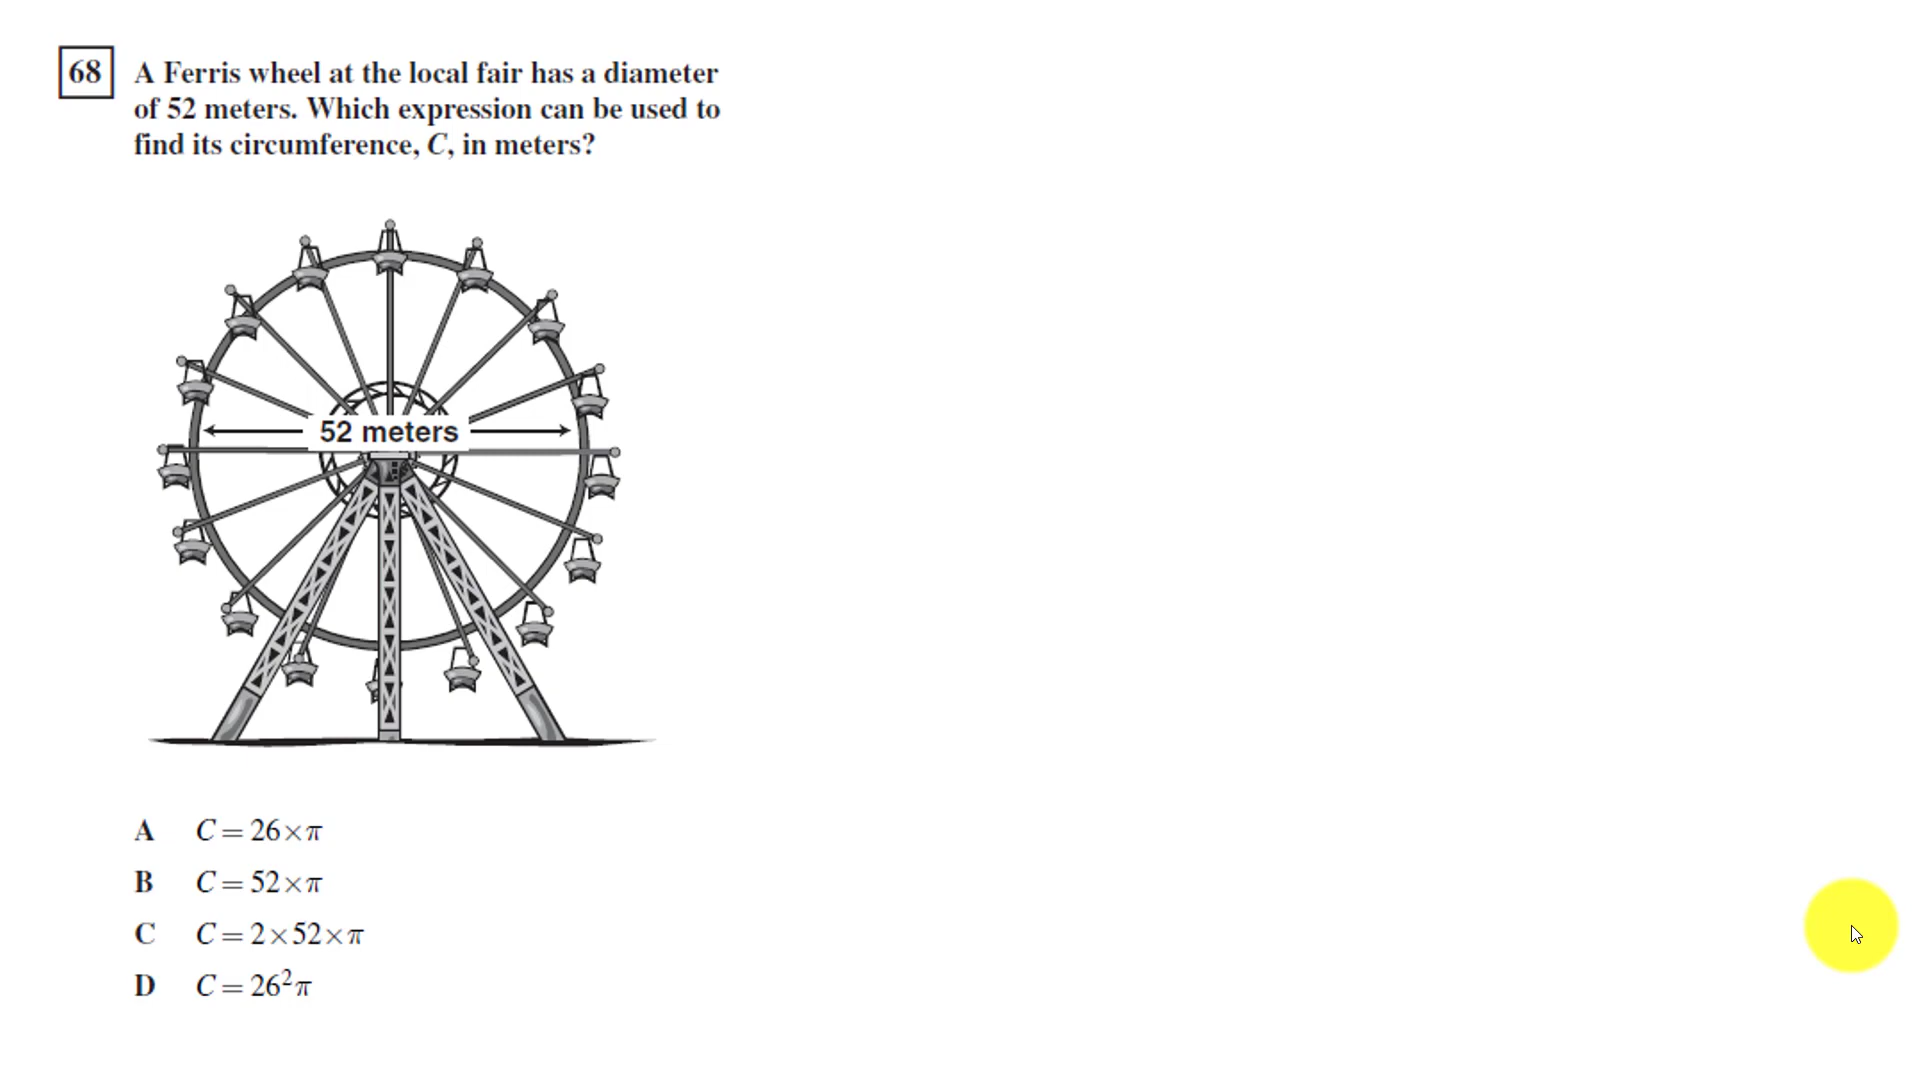 68 A Ferris wheel at the local fair has a diameter
of 52 meters. Which expression can be used to
find its circumference, C, in meters?
52 meters
A C = 26 × π
B C = 52 × π
C C = 2 × 52 × π
D C = 26² π